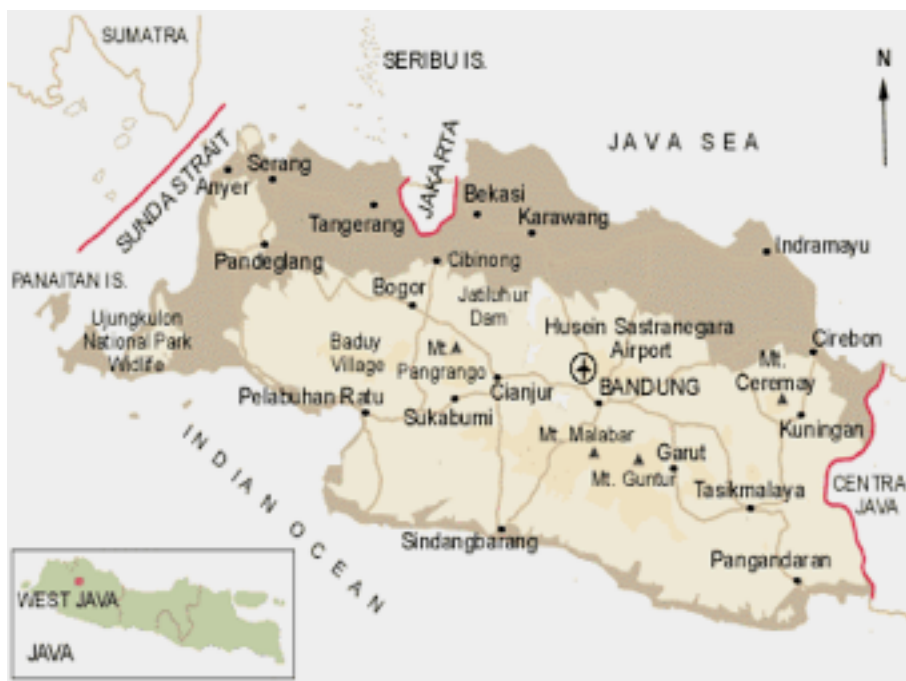 SUMATRA
SERIBU IS.
N
JAVA SEA
SUNDA STRAIT
JAKARTA
Serang
Anyer
Bekasi
Tangerang
Karawang
Indramayu
Pandeglang
Cibinong
PANAITAN IS.
Bogor
Jatiluhur
Dam
Ujungkulon
National Park
Widlife
Baduy
Village
Mt.
Pangrango
Husein Sastranegara
Airport
Cirebon
Mt.
Ceremay
Pelabuhan Ratu
Sukabumi
Cianjur
BANDUNG
Kuningan
Mt. Malabar
Garut
Mt. Guntur
Tasikmalaya
CENTRA
JAVA
INDIAN OCEAN
Sindangbarang
Pangandaran
WEST JAVA
JAVA